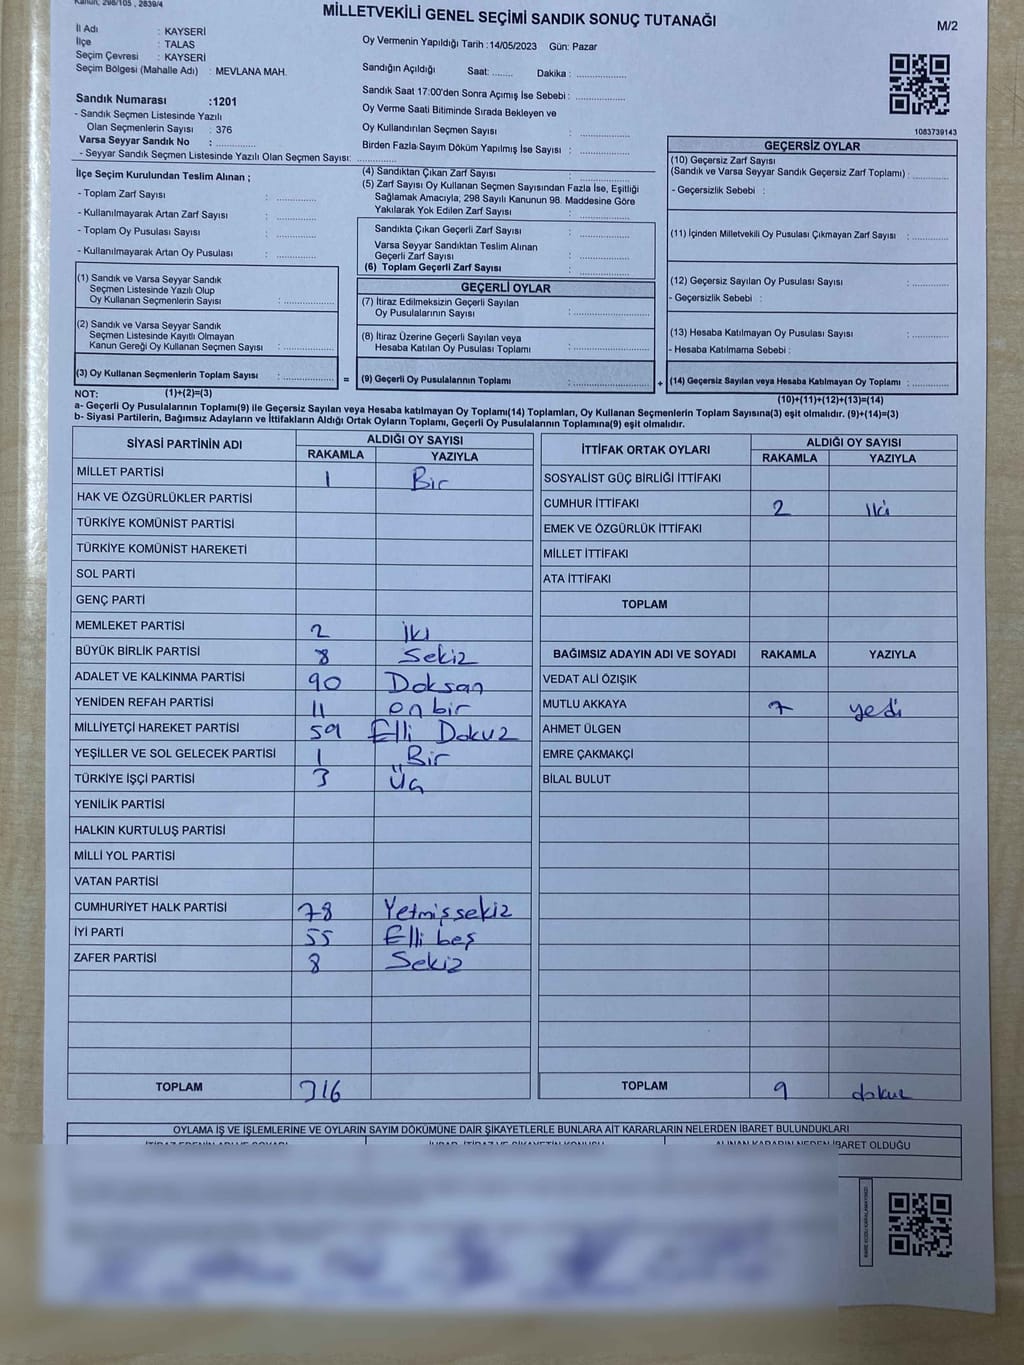 Kanun, 298/105 , 2839/4
MİLLETVEKİLİ GENEL SEÇİMİ SANDIK SONUÇ TUTANAĞI
M/2
İl Adı : KAYSERİ
İlçe : TALAS
Seçim Çevresi : KAYSERİ
Seçim Bölgesi (Mahalle Adı) : MEVLANA MAH.
Sandık Numarası :1201
- Sandık Seçmen Listesinde Yazılı
Olan Seçmenlerin Sayısı : 376
Varsa Seyyar Sandık No : ............
- Seyyar Sandık Seçmen Listesinde Yazılı Olan Seçmen Sayısı: ............
Oy Vermenin Yapıldığı Tarih :14/05/2023 Gün: Pazar
Sandığın Açıldığı Saat: ....... Dakika : ................
Sandık Saat 17:00'den Sonra Açımış İse Sebebi : ................
Oy Verme Saati Bitiminde Sırada Bekleyen ve
Oy Kullandırılan Seçmen Sayısı : ................
Birden Fazla Sayım Döküm Yapılmış İse Sayısı : ................
1083739143
İlçe Seçim Kurulundan Teslim Alınan ;
- Toplam Zarf Sayısı : ............
- Kullanılmayarak Artan Zarf Sayısı : ............
- Toplam Oy Pusulası Sayısı : ............
- Kullanılmayarak Artan Oy Pusulası : ............
(4) Sandıktan Çıkan Zarf Sayısı : ................
(5) Zarf Sayısı Oy Kullanan Seçmen Sayısından Fazla İse, Eşitliği
Sağlamak Amacıyla; 298 Sayılı Kanunun 98. Maddesine Göre
Yakılarak Yok Edilen Zarf Sayısı : ................
Sandıkta Çıkan Geçerli Zarf Sayısı : ................
Varsa Seyyar Sandıktan Teslim Alınan
Geçerli Zarf Sayısı : ................
(6) Toplam Geçerli Zarf Sayısı : ................
GEÇERSİZ OYLAR
(10) Geçersiz Zarf Sayısı
(Sandık ve Varsa Seyyar Sandık Geçersiz Zarf Toplamı) : ............
- Geçersizlik Sebebi :
(11) İçinden Milletvekili Oy Pusulası Çıkmayan Zarf Sayısı : ............
(12) Geçersiz Sayılan Oy Pusulası Sayısı : ............
- Geçersizlik Sebebi :
(13) Hesaba Katılmayan Oy Pusulası Sayısı : ............
- Hesaba Katılmama Sebebi :
(1) Sandık ve Varsa Seyyar Sandık
Seçmen Listesinde Yazılı Olup
Oy Kullanan Seçmenlerin Sayısı : ................
(2) Sandık ve Varsa Seyyar Sandık
Seçmen Listesinde Kayıtlı Olmayan
Kanun Gereği Oy Kullanan Seçmen Sayısı : ................
GEÇERLİ OYLAR
(7) İtiraz Edilmeksizin Geçerli Sayılan
Oy Pusulalarının Sayısı : ................
(8) İtiraz Üzerine Geçerli Sayılan veya
Hesaba Katılan Oy Pusulası Toplamı : ................
(3) Oy Kullanan Seçmenlerin Toplam Sayısı : ................ = (9) Geçerli Oy Pusulalarının Toplamı : ................ + (14) Geçersiz Sayılan veya Hesaba Katılmayan Oy Toplamı : ............
NOT: (1)+(2)=(3) (10)+(11)+(12)+(13)=(14)
a- Geçerli Oy Pusulalarının Toplamı(9) ile Geçersiz Sayılan veya Hesaba katılmayan Oy Toplamı(14) Toplamları, Oy Kullanan Seçmenlerin Toplam Sayısına(3) eşit olmalıdır. (9)+(14)=(3)
b- Siyasi Partilerin, Bağımsız Adayların ve İttifakların Aldığı Ortak Oyların Toplamı, Geçerli Oy Pusulalarının Toplamına(9) eşit olmalıdır.
SİYASİ PARTİNİN ADI ALDIĞI OY SAYISI
RAKAMLA YAZIYLA
MİLLET PARTİSİ 1 Bir
HAK VE ÖZGÜRLÜKLER PARTİSİ
TÜRKİYE KOMÜNİST PARTİSİ
TÜRKİYE KOMÜNİST HAREKETİ
SOL PARTİ
GENÇ PARTİ
MEMLEKET PARTİSİ 2 İki
BÜYÜK BİRLİK PARTİSİ 8 Sekiz
ADALET VE KALKINMA PARTİSİ 90 Doksan
YENİDEN REFAH PARTİSİ 11 on bir
MİLLİYETÇİ HAREKET PARTİSİ 59 Elli Dokuz
YEŞİLLER VE SOL GELECEK PARTİSİ 1 Bir
TÜRKİYE İŞÇİ PARTİSİ 3 Üç
YENİLİK PARTİSİ
HALKIN KURTULUŞ PARTİSİ
MİLLİ YOL PARTİSİ
VATAN PARTİSİ
CUMHURİYET HALK PARTİSİ 78 Yetmişsekiz
İYİ PARTİ 55 Elli beş
ZAFER PARTİSİ 8 Sekiz
TOPLAM 316
İTTİFAK ORTAK OYLARI ALDIĞI OY SAYISI
RAKAMLA YAZIYLA
SOSYALİST GÜÇ BİRLİĞİ İTTİFAKI
CUMHUR İTTİFAKI 2 İki
EMEK VE ÖZGÜRLÜK İTTİFAKI
MİLLET İTTİFAKI
ATA İTTİFAKI
TOPLAM
BAĞIMSIZ ADAYIN ADI VE SOYADI RAKAMLA YAZIYLA
VEDAT ALİ ÖZIŞIK
MUTLU AKKAYA 7 yedi
AHMET ÜLGEN
EMRE ÇAKMAKÇİ
BİLAL BULUT
TOPLAM 9 dokuz
OYLAMA İŞ VE İŞLEMLERİNE VE OYLARIN SAYIM DÖKÜMÜNE DAİR ŞİKAYETLERLE BUNLARA AİT KARARLARIN NELERDEN İBARET BULUNDUKLARI
ALINAN KARARIN NEDEN İBARET OLDUĞU